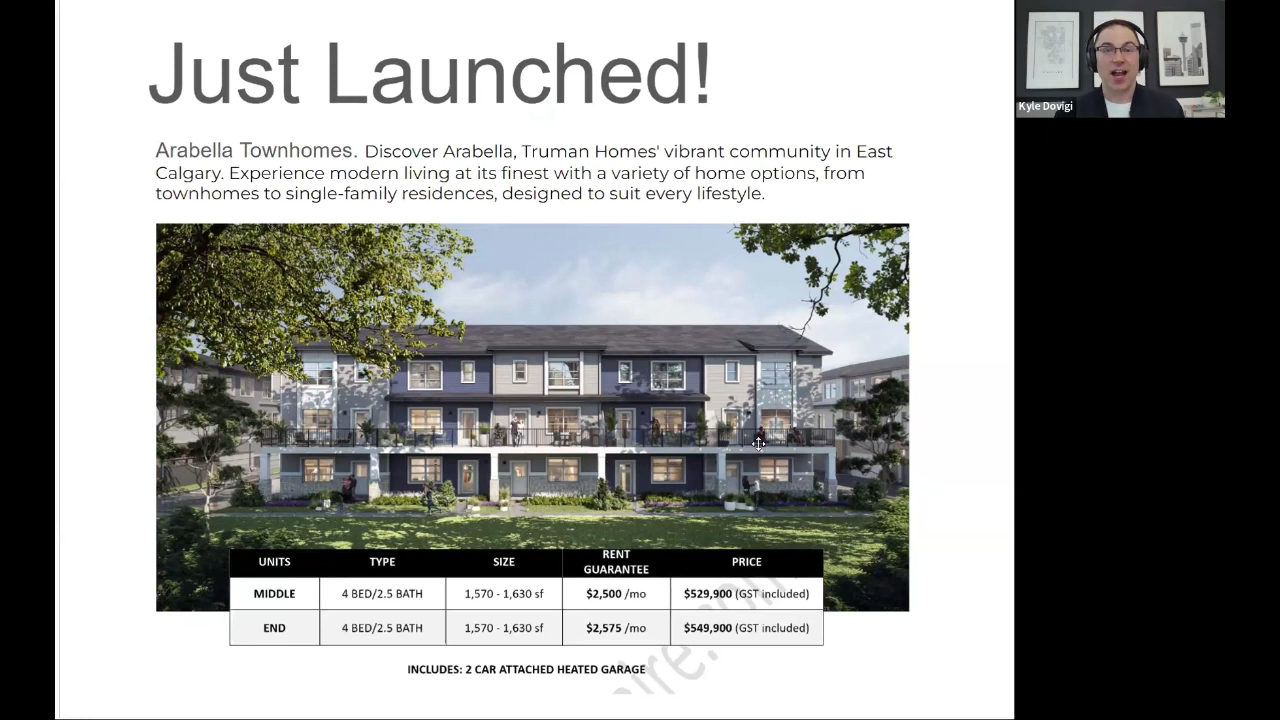 Just Launched!
Kyle Dovigi
Arabella Townhomes. Discover Arabella, Truman Homes' vibrant community in East
Calgary. Experience modern living at its finest with a variety of home options, from
townhomes to single-family residences, designed to suit every lifestyle.
UNITS TYPE SIZE RENT GUARANTEE PRICE
MIDDLE 4 BED/2.5 BATH 1,570 - 1,630 sf $2,500 /mo $529,900 (GST included)
END 4 BED/2.5 BATH 1,570 - 1,630 sf $2,575 /mo $549,900 (GST included)
INCLUDES: 2 CAR ATTACHED HEATED GARAGE